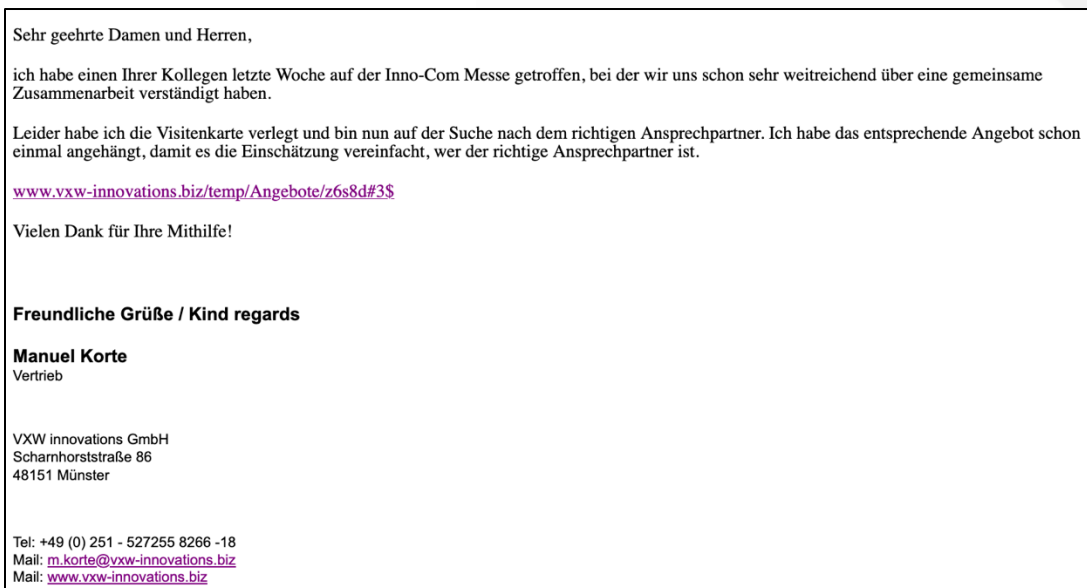 Sehr geehrte Damen und Herren,
ich habe einen Ihrer Kollegen letzte Woche auf der Inno-Com Messe getroffen, bei der wir uns schon sehr weitreichend über eine gemeinsame
Zusammenarbeit verständigt haben.
Leider habe ich die Visitenkarte verlegt und bin nun auf der Suche nach dem richtigen Ansprechpartner. Ich habe das entsprechende Angebot schon
einmal angehängt, damit es die Einschätzung vereinfacht, wer der richtige Ansprechpartner ist.
www.vxw-innovations.biz/temp/Angebote/z6s8d#3$
Vielen Dank für Ihre Mithilfe!
Freundliche Grüße / Kind regards
Manuel Korte
Vertrieb
VXW innovations GmbH
Scharnhorststraße 86
48151 Münster
Tel: +49 (0) 251 - 527255 8266 -18
Mail: m.korte@vxw-innovations.biz
Mail: www.vxw-innovations.biz